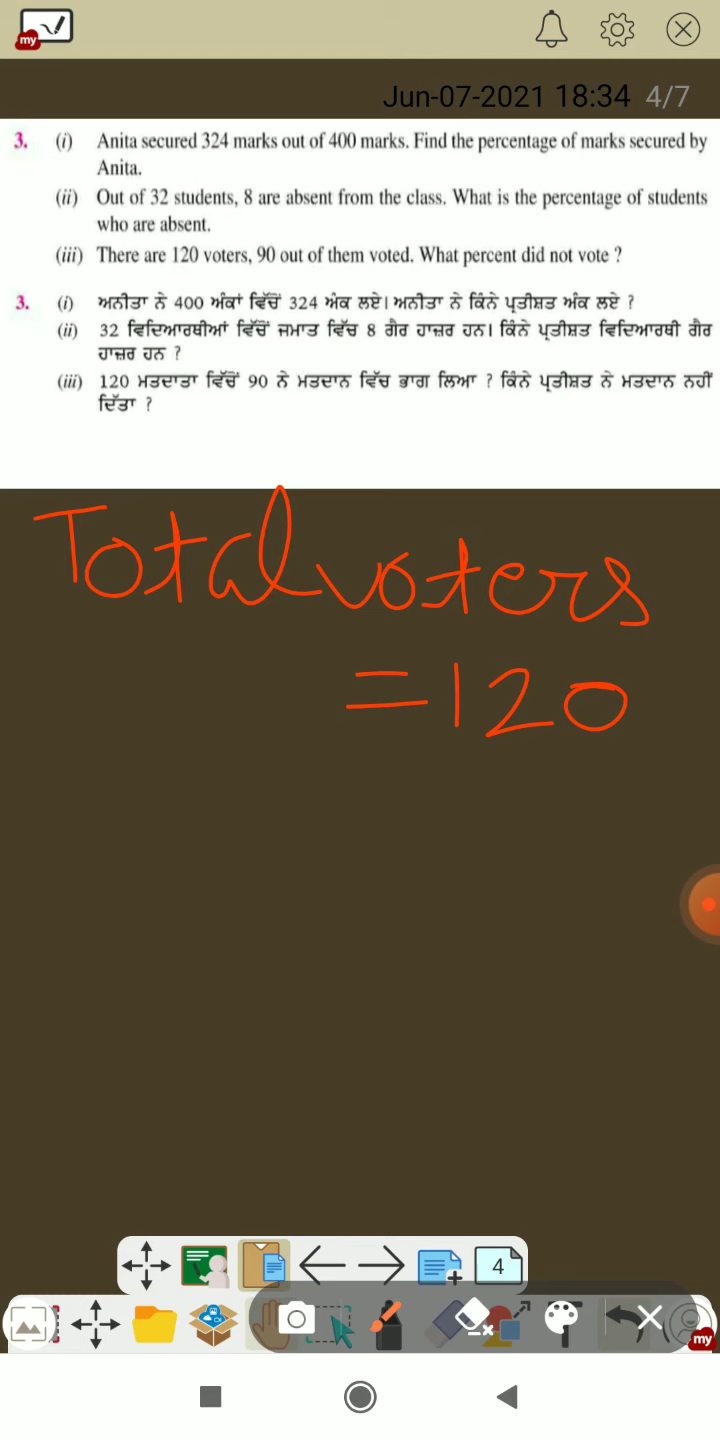 my
Jun-07-2021 18:34 4/7
3. (i) Anita secured 324 marks out of 400 marks. Find the percentage of marks secured by
Anita.
(ii) Out of 32 students, 8 are absent from the class. What is the percentage of students
who are absent.
(iii) There are 120 voters, 90 out of them voted. What percent did not vote ?
3. (i) ਅਨੀਤਾ ਨੇ 400 ਅੰਕਾਂ ਵਿੱਚੋਂ 324 ਅੰਕ ਲਏ। ਅਨੀਤਾ ਨੇ ਕਿੰਨੇ ਪ੍ਰਤੀਸ਼ਤ ਅੰਕ ਲਏ ?
(ii) 32 ਵਿਦਿਆਰਥੀਆਂ ਵਿੱਚੋਂ ਜਮਾਤ ਵਿੱਚ 8 ਗੈਰ ਹਾਜ਼ਰ ਹਨ। ਕਿੰਨੇ ਪ੍ਰਤੀਸ਼ਤ ਵਿਦਿਆਰਥੀ ਗੈਰ
ਹਾਜ਼ਰ ਹਨ ?
(iii) 120 ਮਤਦਾਤਾ ਵਿੱਚੋਂ 90 ਨੇ ਮਤਦਾਨ ਵਿੱਚ ਭਾਗ ਲਿਆ ? ਕਿੰਨੇ ਪ੍ਰਤੀਸ਼ਤ ਨੇ ਮਤਦਾਨ ਨਹੀਂ
ਦਿੱਤਾ ?
Total voters
=120
4
my